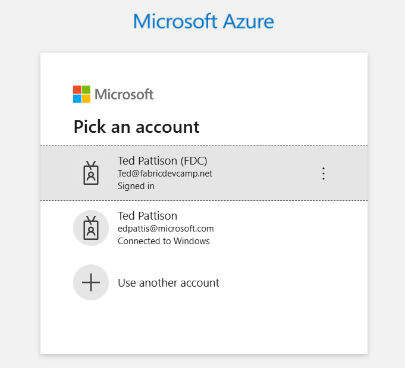 Microsoft Azure
Microsoft
Pick an account
Ted Pattison (FDC)
Ted@fabricdevcamp.net
Signed in
Ted Pattison
edpattis@microsoft.com
Connected to Windows
Use another account